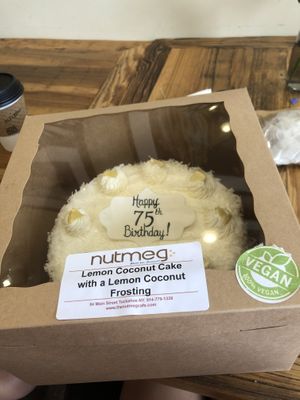 Happy
75th
Birthday!
nutmeg
Lemon Coconut Cake
with a Lemon Coconut
Frosting
VEGAN
100% VEGAN